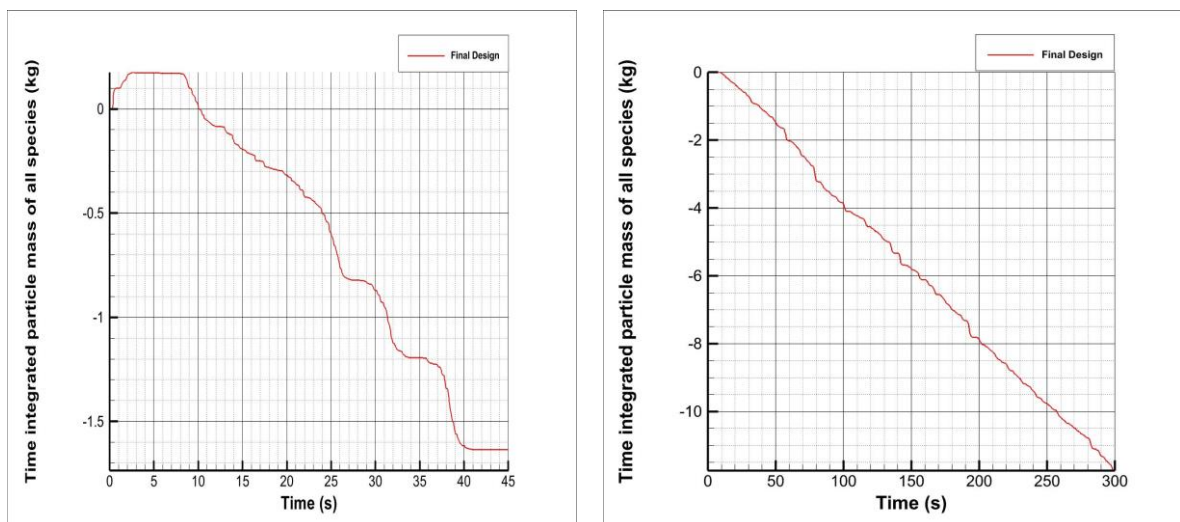 Final Design
Time integrated particle mass of all species (kg)
0
-0.5
-1
-1.5
0 5 10 15 20 25 30 35 40 45
Time (s)
Final Design
Time integrated particle mass of all species (kg)
0
-2
-4
-6
-8
-10
0 50 100 150 200 250 300
Time (s)